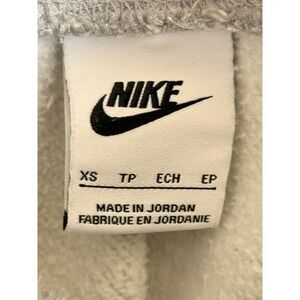 NIKE
XS TP ECH EP
MADE IN JORDAN
FABRIQUE EN JORDANIE